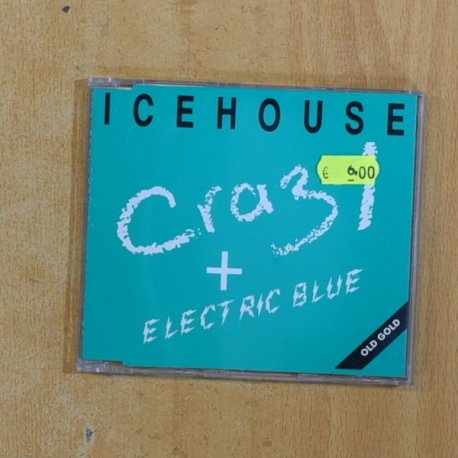 ICEHOUSE
€ 6.00
Crazy
+
ELECTRIC BLUE
OLD GOLD